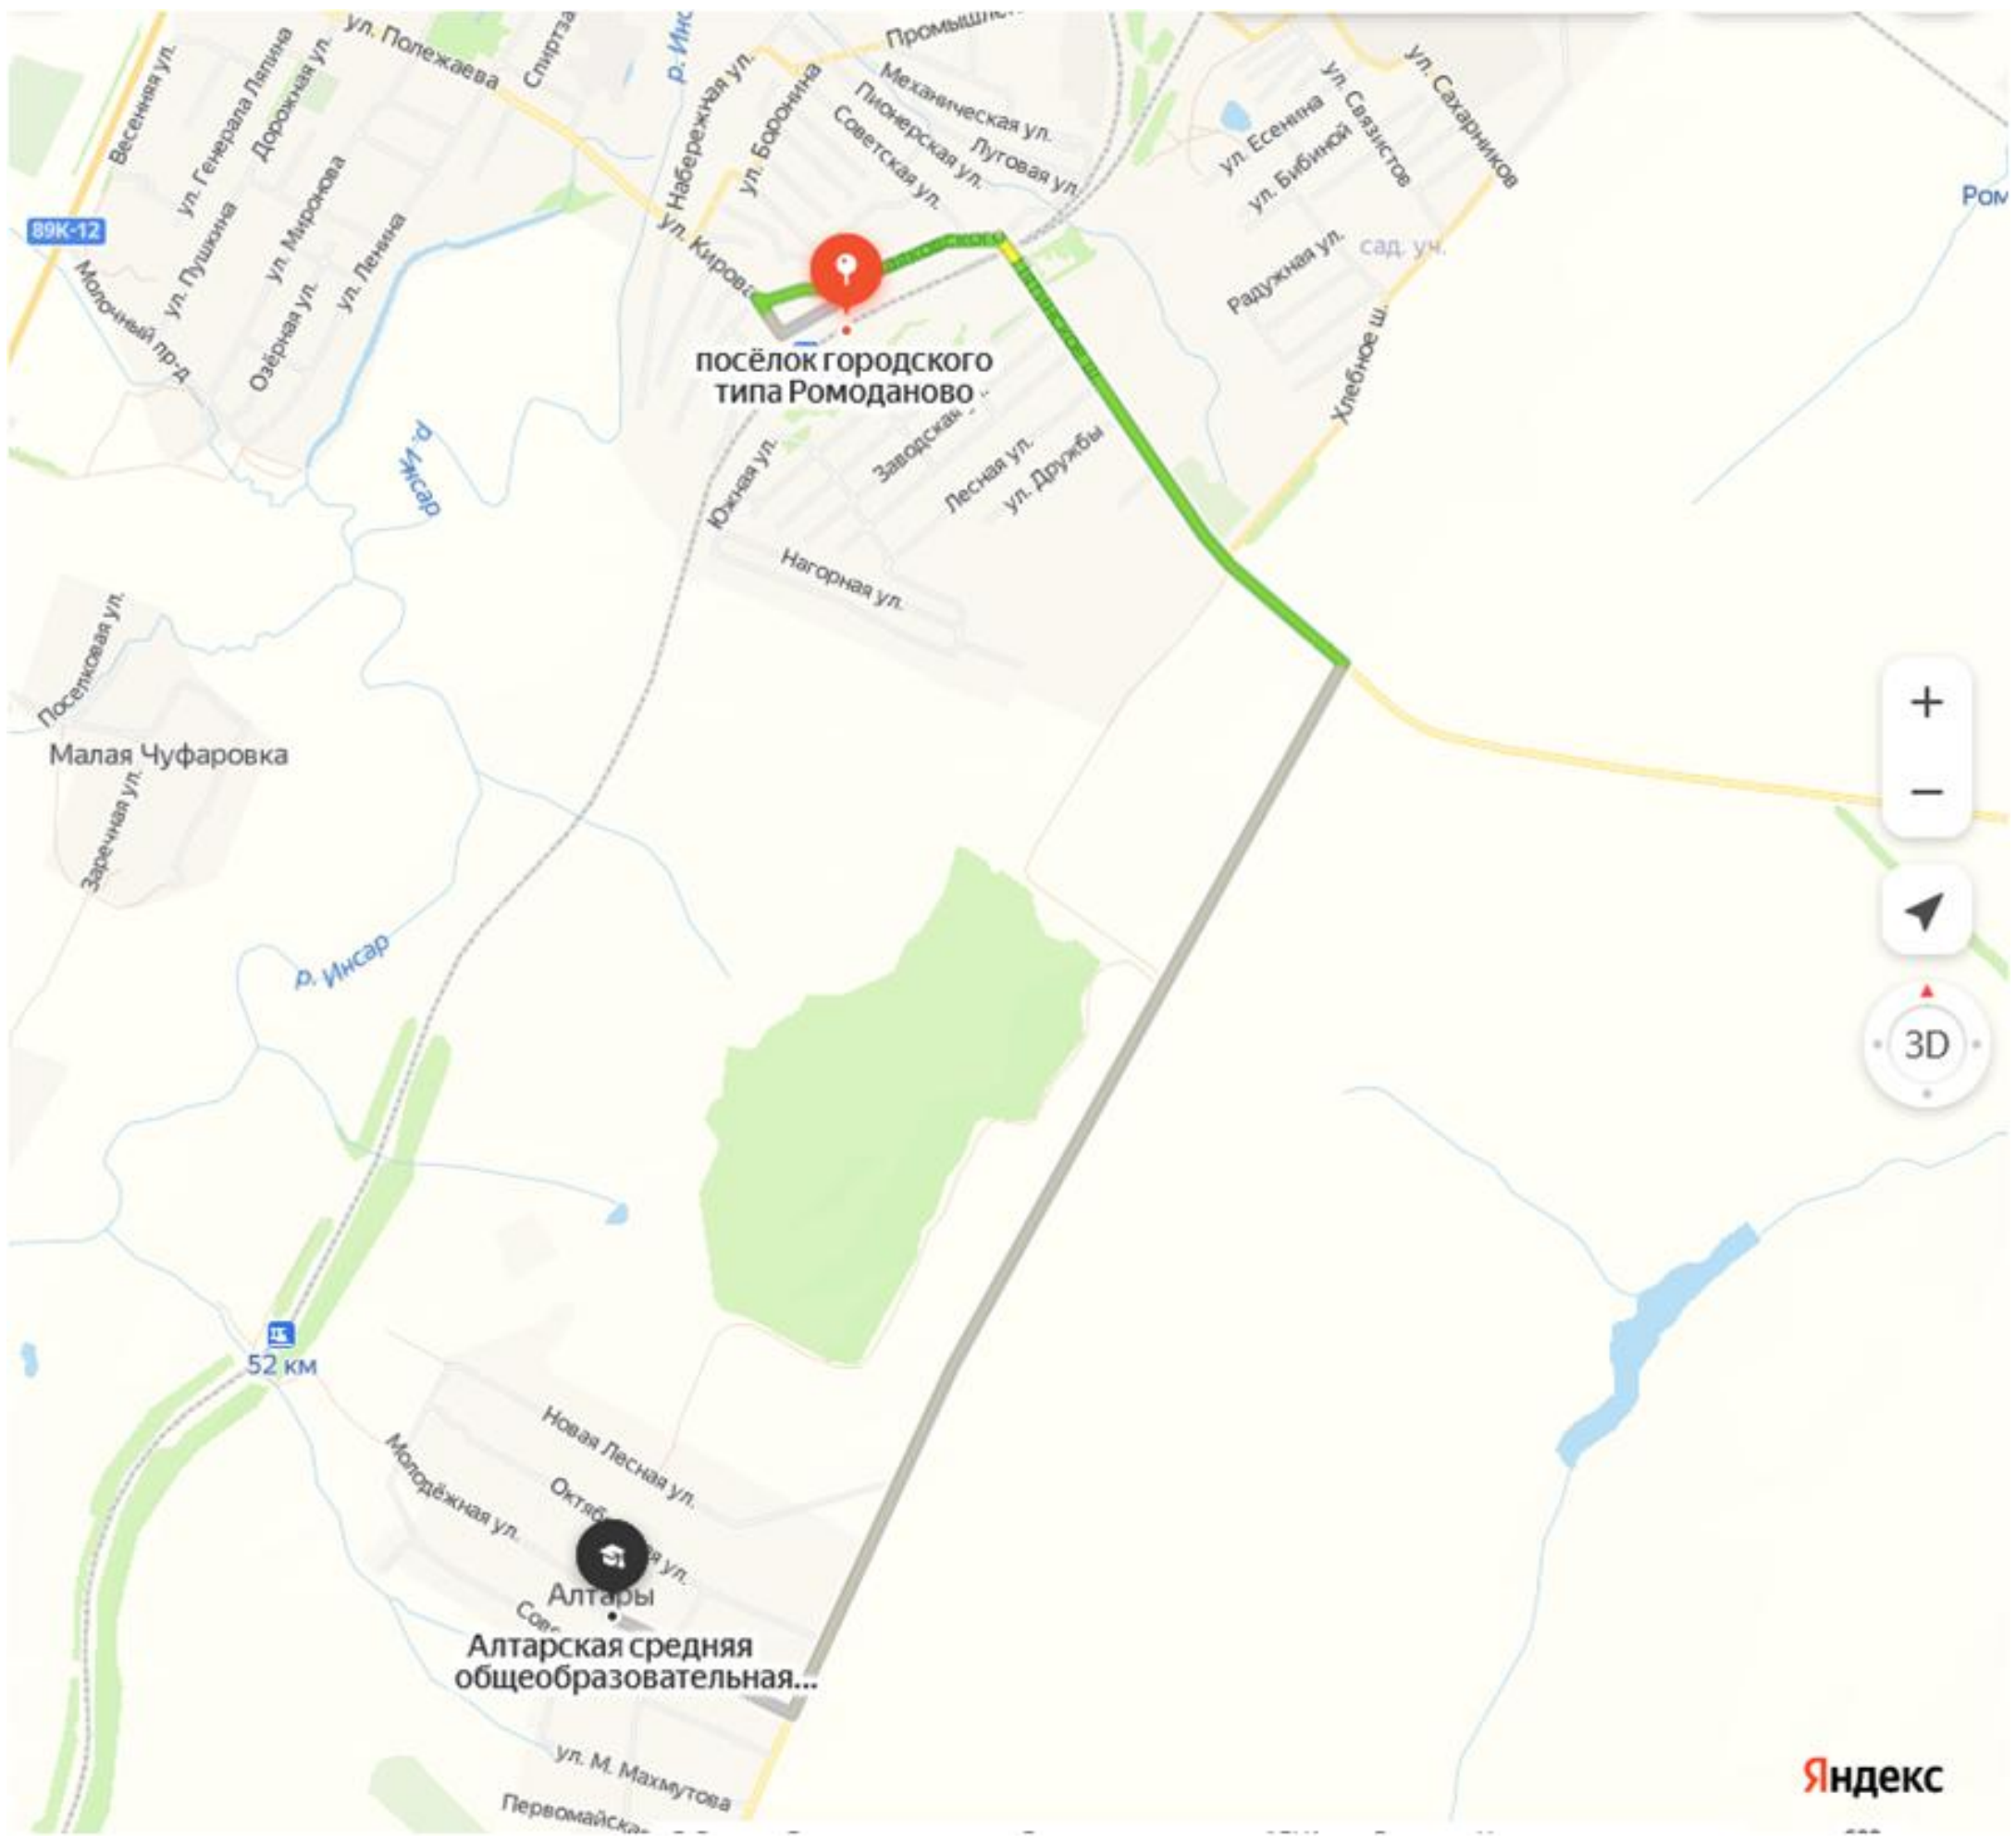 ул. Полежаева
Спиртза
р. Инс
Промышлен
ул. Сахарников
Весенняя ул.
ул. Генерала Ляпина
Дорожная ул.
Набережная ул.
ул. Воронина
Механическая ул.
Пионерская ул.
Советская ул.
Луговая ул.
ул. Связистов
ул. Есенина
ул. Бибиной
Ром
89К-12
ул. Пушкина
ул. Миронова
ул. Ленина
ул. Кирова
сад. уч.
Радужная ул.
Молочный пр-д
Озёрная ул.
посёлок городского
типа Ромоданово
Хлебное ш.
р. Инсар
Южная ул.
Заводская
Лесная ул.
ул. Дружбы
Нагорная ул.
Поселковая ул.
Малая Чуфаровка
Заречная ул.
р. Инсар
3D
52 км
Новая Лесная ул.
Молодёжная ул.
Алтары
Алтарская средняя
общеобразовательная...
ул. М. Махмутова
Первомайская
Яндекс